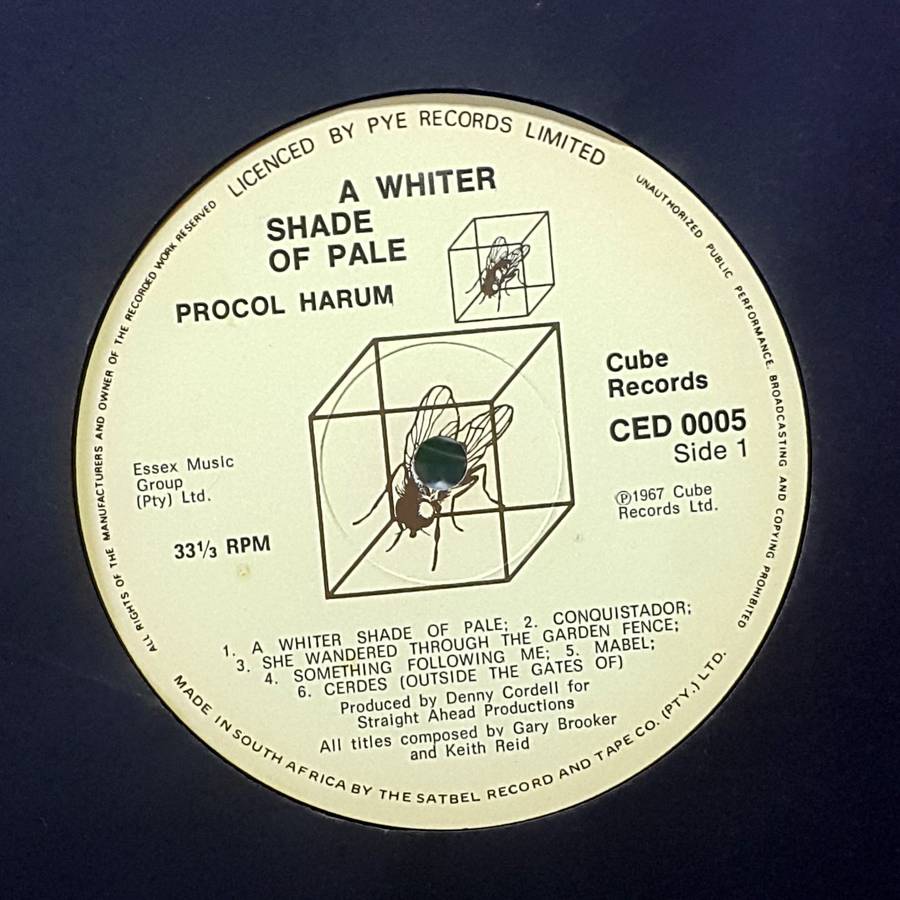 LICENCED BY PYE RECORDS LIMITED
UNAUTHORIZED PUBLIC PERFORMANCE, BROADCASTING AND COPYING PROHIBITED
ALL RIGHTS OF THE MANUFACTURERS AND OWNER OF THE RECORDED WORK RESERVED
A WHITER
SHADE
OF PALE
PROCOL HARUM
Cube
Records
CED 0005
Side 1
Essex Music
Group
(Pty) Ltd.
℗1967 Cube
Records Ltd.
33⅓ RPM
1. A WHITER SHADE OF PALE; 2. CONQUISTADOR;
3. SHE WANDERED THROUGH THE GARDEN FENCE;
4. SOMETHING FOLLOWING ME; 5. MABEL;
6. CERDES (OUTSIDE THE GATES OF)
Produced by Denny Cordell for
Straight Ahead Productions
All titles composed by Gary Brooker
and Keith Reid
MADE IN SOUTH AFRICA BY THE SATBEL RECORD AND TAPE CO. (PTY.) LTD.